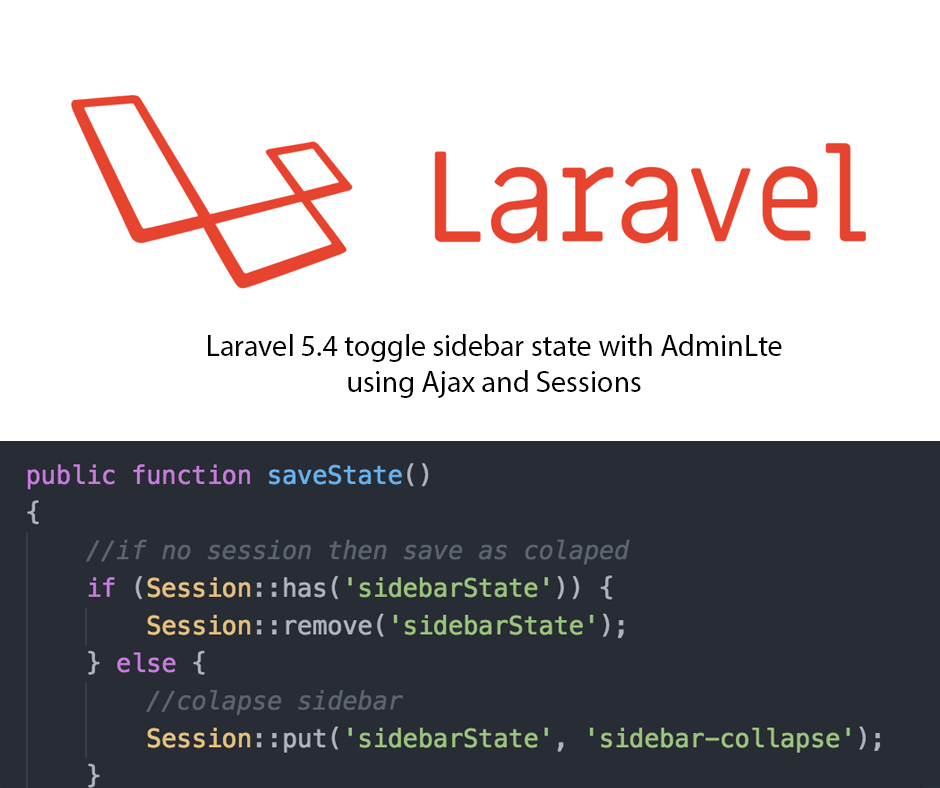 Laravel
Laravel 5.4 toggle sidebar state with AdminLte
using Ajax and Sessions
public function saveState()
{
//if no session then save as colaped
if (Session::has('sidebarState')) {
Session::remove('sidebarState');
} else {
//colapse sidebar
Session::put('sidebarState', 'sidebar-collapse');
}